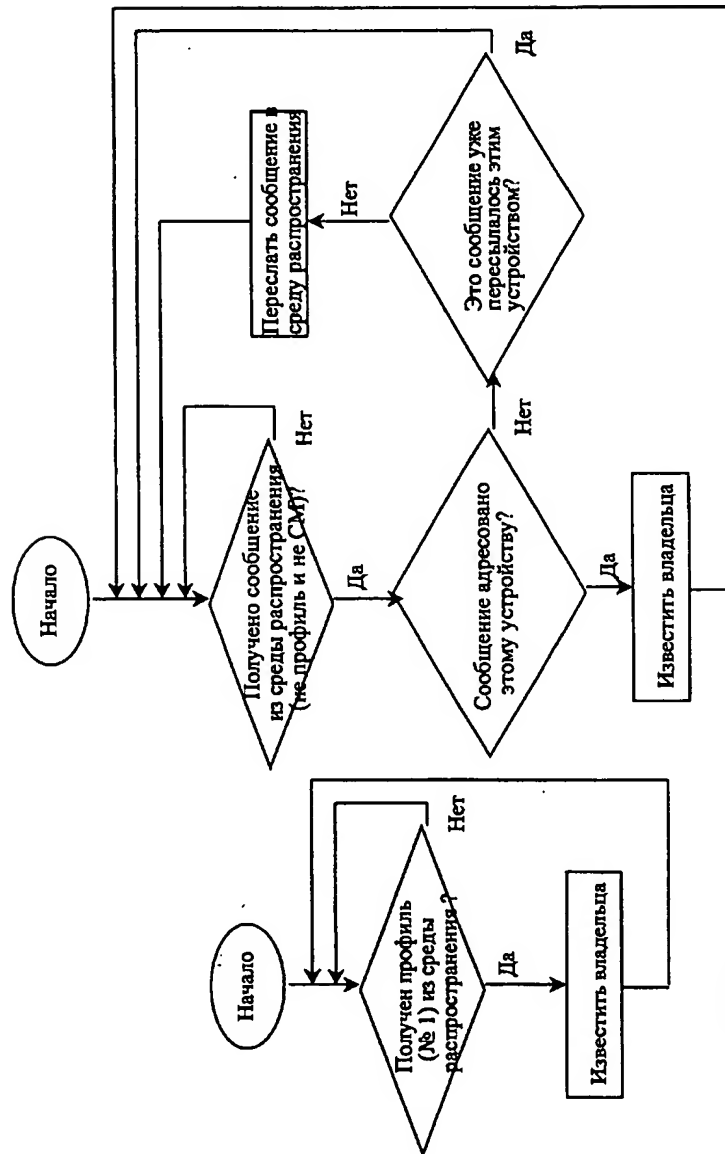 Начало
Получен профиль
(№ 1) из среды
распространения ?
Нет
Да
Известить владельца
Начало
Получено сообщение
из среды распространения
(не профиль и не СМ)?
Нет
Да
Сообщение адресовано
этому устройству?
Нет
Да
Известить владельца
Это сообщение уже
пересылалось этим
устройством?
Нет
Да
Переслать сообщение в
среду распространения